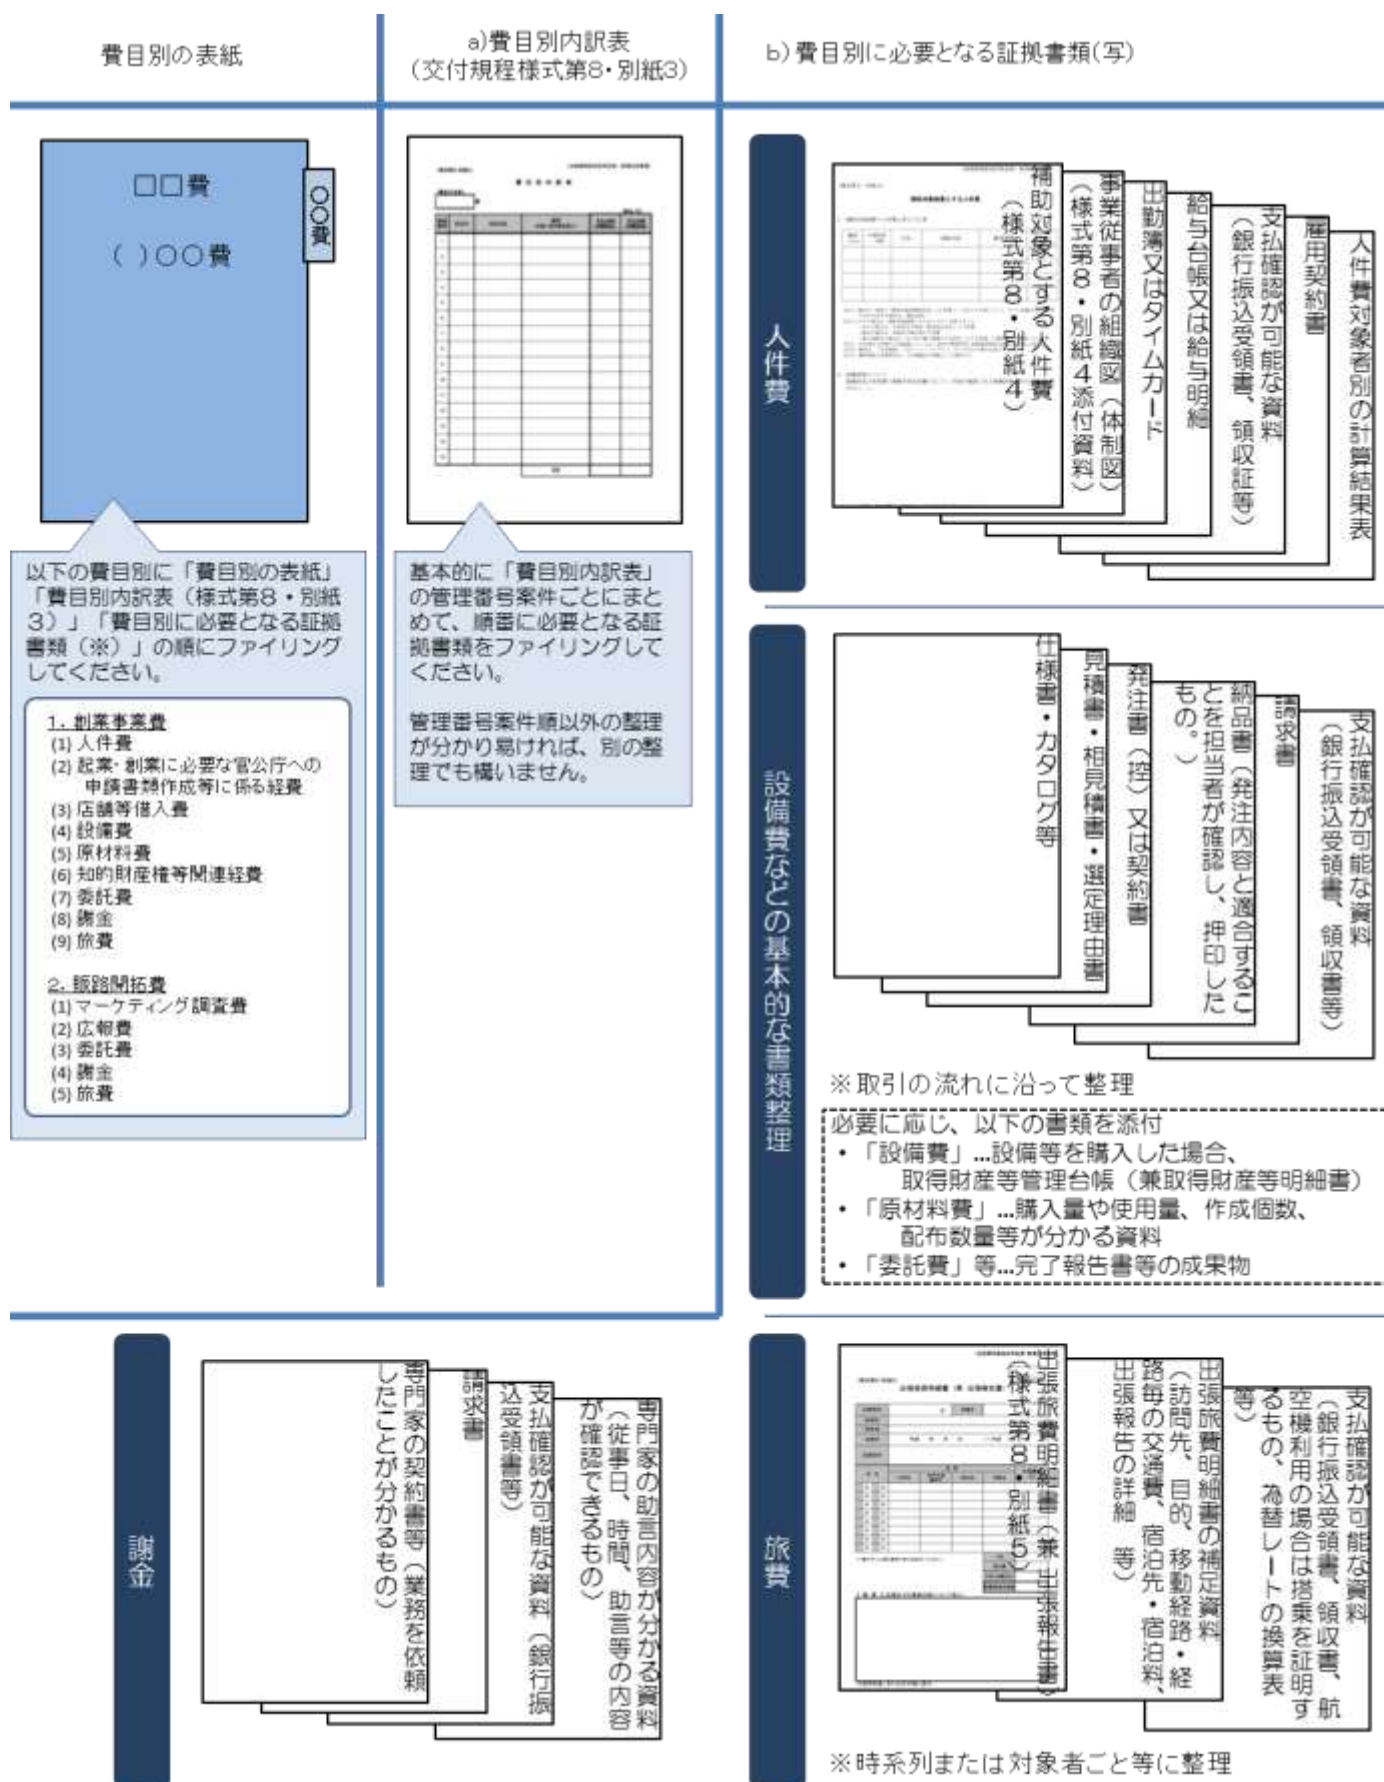 費目別の表紙
a)費目別内訳表
(交付規程様式第8・別紙3)
b)費目別に必要となる証拠書類(写)
□□費
( )○○費
○○費
以下の費目別に「費目別の表紙」
「費目別内訳表（様式第8・別紙
3）」「費目別に必要となる証拠
書類（※）」の順にファイリング
してください。
1. 創業事業費
(1) 人件費
(2) 起業・創業に必要な官公庁への
申請書類作成等に係る経費
(3) 店舗等借入費
(4) 設備費
(5) 原材料費
(6) 知的財産権等関連経費
(7) 委託費
(8) 謝金
(9) 旅費
2. 販路開拓費
(1) マーケティング調査費
(2) 広報費
(3) 委託費
(4) 謝金
(5) 旅費
基本的に「費目別内訳表」
の管理番号案件ごとにまと
めて、順番に必要となる証
拠書類をファイリングして
ください。
管理番号案件順以外の整理
が分かり易ければ、別の整
理でも構いません。
人件費
補助対象とする人件費
（様式第8・別紙4）
事業従事者の組織図（体制図）
（様式第8・別紙4添付資料）
出勤簿又はタイムカード
給与台帳又は給与明細
支払確認が可能な資料
（銀行振込受領書、領収証等）
雇用契約書
人件費対象者別の計算結果表
設備費などの基本的な書類整理
仕様書・カタログ等
見積書・相見積書・選定理由書
発注書（控）又は契約書
納品書（発注内容と適合するこ
とを担当者が確認し、押印した
もの。）
請求書
支払確認が可能な資料
（銀行振込受領書、領収書等）
※取引の流れに沿って整理
必要に応じ、以下の書類を添付
・「設備費」…設備等を購入した場合、
取得財産等管理台帳（兼取得財産等明細書）
・「原材料費」…購入量や使用量、作成個数、
配布数量等が分かる資料
・「委託費」等…完了報告書等の成果物
謝金
専門家の契約書等（業務を依頼
したことが分かるもの）
請求書
支払確認が可能な資料（銀行振
込受領書等）
専門家の助言内容が分かる資料
（従事日、時間、助言等の内容
が確認できるもの）
旅費
出張旅費明細書（兼 出張報告書）
（様式第8・別紙5）
出張旅費明細書の補足資料
（訪問先、目的、移動経路・経
路毎の交通費、宿泊先・宿泊料、
出張報告の詳細 等）
支払確認が可能な資料
（銀行振込受領書、領収書、航
空機利用の場合は搭乗を証明す
るもの、為替レートの換算表
等）
※時系列または対象者ごと等に整理